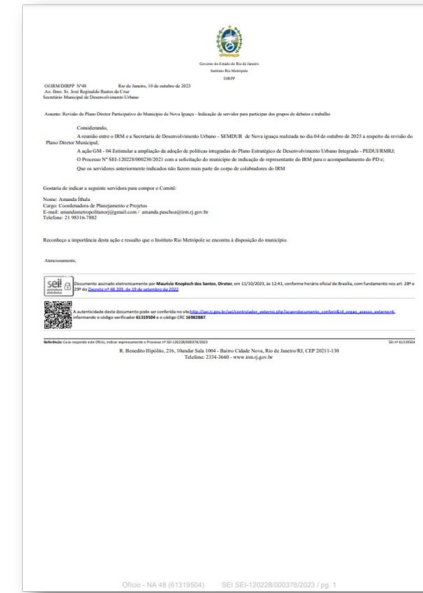 Governo do Estado do Rio de Janeiro
Instituto Rio Metrópole
DIRPP
Of.IRM/DIRPP Nº48 Rio de Janeiro, 10 de outubro de 2023
Ao. Ilmo. Sr. José Reginaldo Bastos da Cruz
Secretário Municipal de Desenvolvimento Urbano
Assunto: Revisão do Plano Diretor Participativo do Município de Nova Iguaçu - Indicação de servidor para participar dos grupos de debates e trabalho
Considerando,
A reunião entre o IRM e a Secretaria de Desenvolvimento Urbano - SEMDUR de Nova iguaçu realizada no dia 04 de outubro de 2023 a respeito da revisão do
Plano Diretor Municipal;
A ação GM - 04 Estimular a ampliação da adoção de políticas integradas do Plano Estratégico de Desenvolvimento Urbano Integrado - PEDUI/RMRJ;
O Processo Nº SEI-120228/000230/2021 com a solicitação do município de indicação de representante do IRM para o acompanhamento do PD e;
Que os servidores anteriormente indicados não fazem mais parte do corpo de colaboradores do IRM
Gostaria de indicar a seguinte servidora para compor o Comitê:
Nome: Amanda
Cargo: Coordenadora de Planejamento e Projetos
E-mail:
Telefone: 21 98316-7882
Reconheço a importância desta ação e ressalto que o Instituto Rio Metrópole se encontra à disposição do município.
Atenciosamente,
sei!
Documento assinado eletronicamente por Mauricio Knoploch dos Santos, Diretor, em 11/10/2023, às 12:41, conforme horário oficial de Brasília, com fundamento nos art. 28º e
29º do Decreto nº 48.209, de 19 de setembro de 2022.
A autenticidade deste documento pode ser conferida no site
informando o código verificador 61319504 e o código CRC 16982887.
Referência: Caso responda este Ofício, indicar expressamente o Processo nº SEI-120228/000378/2023 SEI nº 61319504
R. Benedito Hipólito, 216, 10andar Sala 1004 - Bairro Cidade Nova, Rio de Janeiro/RJ, CEP 20211-130
Telefone: 2334-3660 - www.irm.rj.gov.br
Ofício - NA 48 (61319504) SEI SEI-120228/000378/2023 / pg. 1